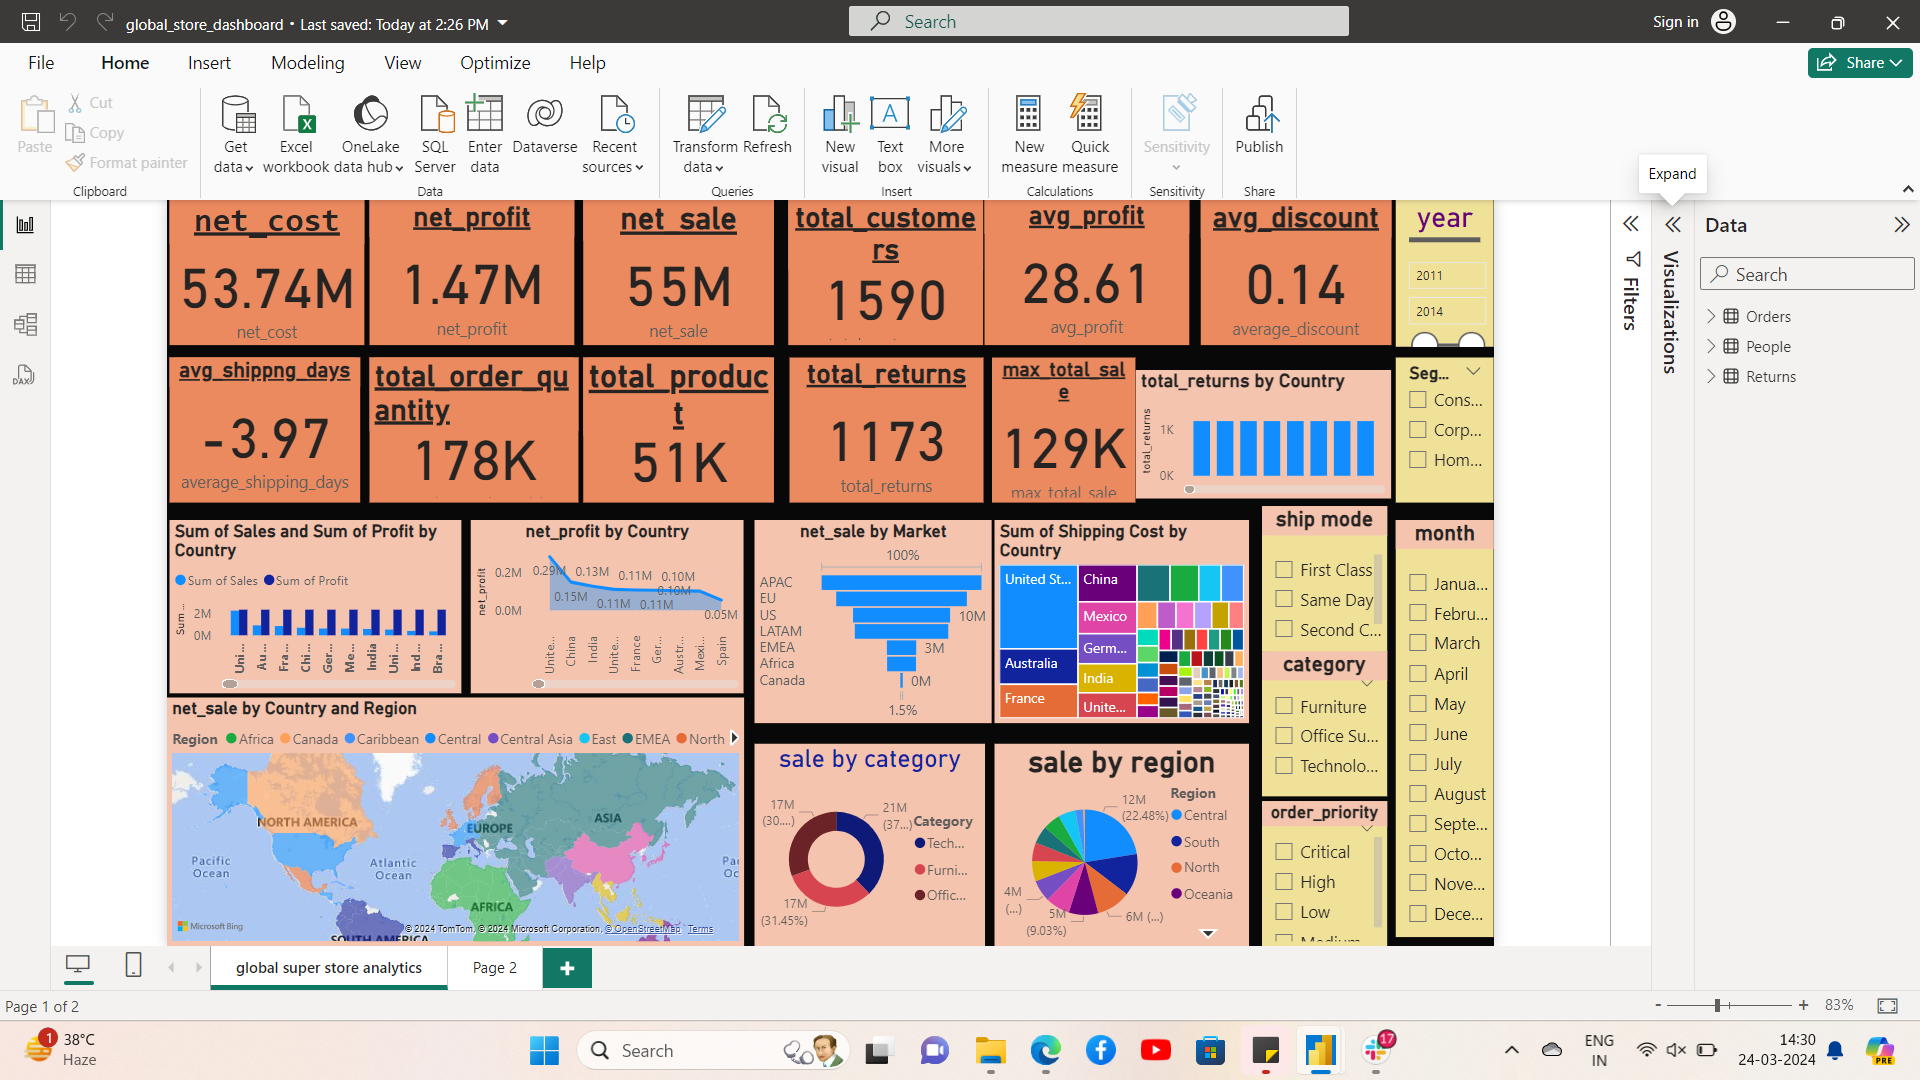 global_store_dashboard • Last saved: Today at 2:26 PM
Search
Sign in
File
Home
Insert
Modeling
View
Optimize
Help
Share
Paste
Cut
Copy
Format painter
Clipboard
Get
data
Excel
workbook
OneLake
data hub
SQL
Server
Enter
data
Dataverse
Recent
sources
Data
Transform
data
Refresh
Queries
New
visual
Text
box
More
visuals
Insert
New
measure
Quick
measure
Calculations
Sensitivity
Sensitivity
Publish
Share
Expand
net_cost
53.74M
net_cost
net_profit
1.47M
net_profit
net_sale
55M
net_sale
total_custome
rs
1590
avg_profit
28.61
avg_profit
avg_discount
0.14
average_discount
year
2011
2014
Filters
Visualizations
Data
Search
Orders
People
Returns
avg_shippng_days
-3.97
average_shipping_days
total_order_qu
antity
178K
total_produc
t
51K
total_returns
1173
total_returns
max_total_sal
e
129K
max_total_sale
total_returns by Country
total_returns
1K
0K
Seg...
Cons...
Corp...
Hom...
Sum of Sales and Sum of Profit by
Country
Sum of Sales
Sum of Profit
Sum ...
2M
0M
Uni...
Au...
Fra...
Chi...
Ger...
Me...
India
Uni...
Ind...
Bra...
net_profit by Country
net_profit
0.2M
0.0M
0.29M
0.15M
0.13M
0.11M
0.11M
0.11M
0.10M
0.10M
0.05M
Unite...
China
India
Unite...
France
Ger...
Austr...
Mexi...
Spain
net_sale by Market
100%
APAC
EU
US
LATAM
EMEA
Africa
Canada
10M
3M
0M
1.5%
Sum of Shipping Cost by
Country
United St...
Australia
France
China
Mexico
Germ...
India
Unite...
ship mode
First Class
Same Day
Second C...
category
Furniture
Office Su...
Technolo...
order_priority
Critical
High
Low
Medium
month
Janua...
Febru...
March
April
May
June
July
August
Septe...
Octo...
Nove...
Dece...
net_sale by Country and Region
Region
Africa
Canada
Caribbean
Central
Central Asia
East
EMEA
North
NORTH AMERICA
EUROPE
ASIA
Pacific
Ocean
Atlantic
Ocean
AFRICA
SOUTH AMERICA
Pa
Oc
Microsoft Bing
© 2024 TomTom, © 2024 Microsoft Corporation, © OpenStreetMap Terms
sale by category
17M
(30....)
21M
(37...)
17M
(31.45%)
Category
Tech...
Furni...
Offic...
sale by region
12M
(22.48%)
6M (...)
5M
(9.03%)
4M
(...)
Region
Central
South
North
Oceania
global super store analytics
Page 2
Page 1 of 2
- + 83%
1
38°C
Haze
Search
17
ENG
IN
14:30
24-03-2024
PRE